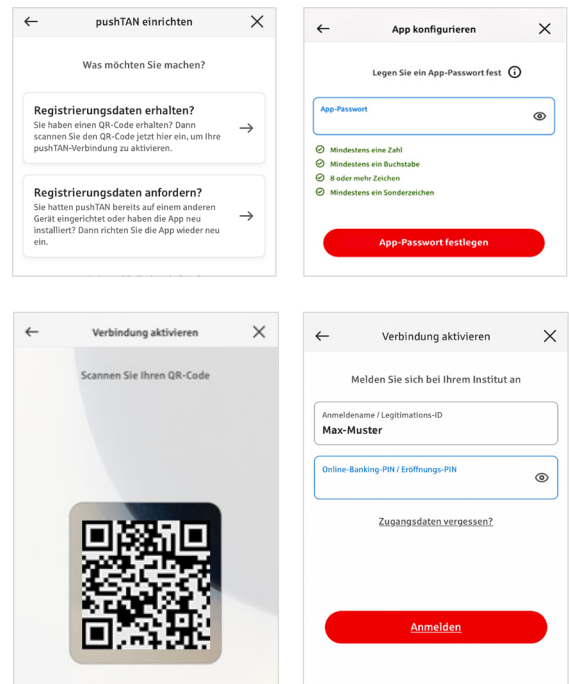 pushTAN einrichten
Was möchten Sie machen?
Registrierungsdaten erhalten?
Sie haben einen QR-Code erhalten? Dann
scannen Sie den QR-Code jetzt hier ein, um Ihre
pushTAN-Verbindung zu aktivieren.
Registrierungsdaten anfordern?
Sie hatten pushTAN bereits auf einem anderen
Gerät eingerichtet oder haben die App neu
installiert? Dann richten Sie die App wieder neu
ein.
App konfigurieren
Legen Sie ein App-Passwort fest
App-Passwort
Mindestens eine Zahl
Mindestens ein Buchstabe
8 oder mehr Zeichen
Mindestens ein Sonderzeichen
App-Passwort festlegen
Verbindung aktivieren
Scannen Sie Ihren QR-Code
Verbindung aktivieren
Melden Sie sich bei Ihrem Institut an
Anmeldename / Legitimations-ID
Max-Muster
Online-Banking-PIN / Eröffnungs-PIN
Zugangsdaten vergessen?
Anmelden